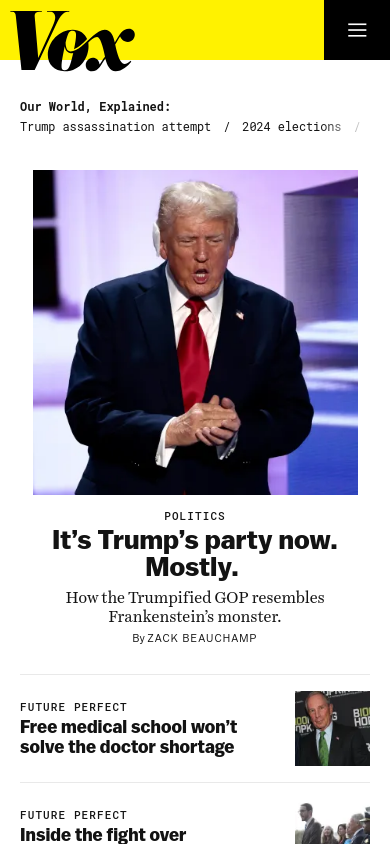 Vox
Our World, Explained:
Trump assassination attempt / 2024 elections /
POLITICS
It’s Trump’s party now.
Mostly.
How the Trumpified GOP resembles
Frankenstein’s monster.
By ZACK BEAUCHAMP
FUTURE PERFECT
Free medical school won’t
solve the doctor shortage
FUTURE PERFECT
Inside the fight over